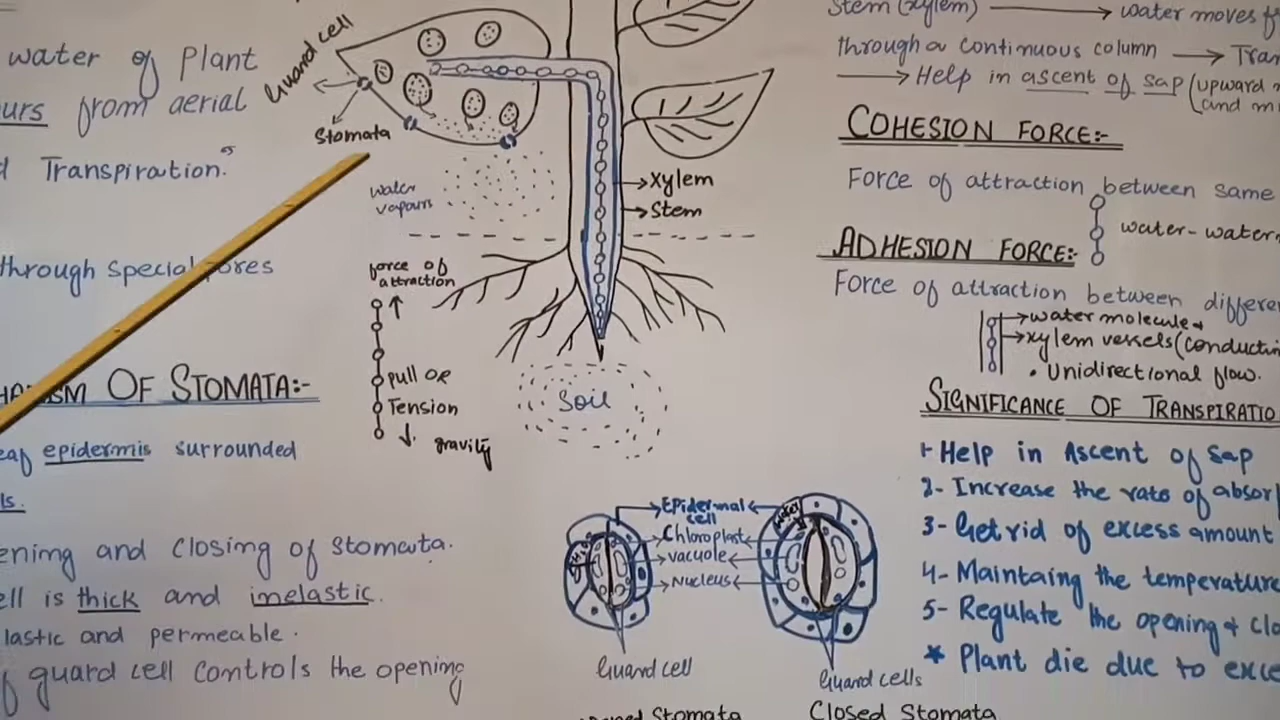 water of Plant
urs from aerial
Transpiration.
through special pores
OF STOMATA:-
eaf epidermis surrounded
ls.
ening and closing of stomata.
ell is thick and inelastic.
lastic and permeable.
guard cell controls the opening
Guard cell
Stomata
water
vapours
Xylem
Stem
force of
attraction
pull OR
Tension
gravity
Soil
Epidermal
cell
Chloroplast
vacuole
Nucleus
water
Guard cell
Guard cells
Stomata
Closed Stomata
Stem (xylem) → water moves
through a continuous column → Tran
→ Help in ascent of sap (upward
(and m
COHESION FORCE:-
Force of attraction between same
water-water
ADHESION FORCE:-
Force of attraction between differe
water molecule &
xylem vessels (conductin
• Unidirectional flow.
SIGNIFICANCE OF TRANSPIRATIO
1- Help in Ascent of Sap
2- Increase the rate of absor
3- Get rid of excess amount
4- Maintaing the temperature
5- Regulate the opening & clo
* Plant die due to exce